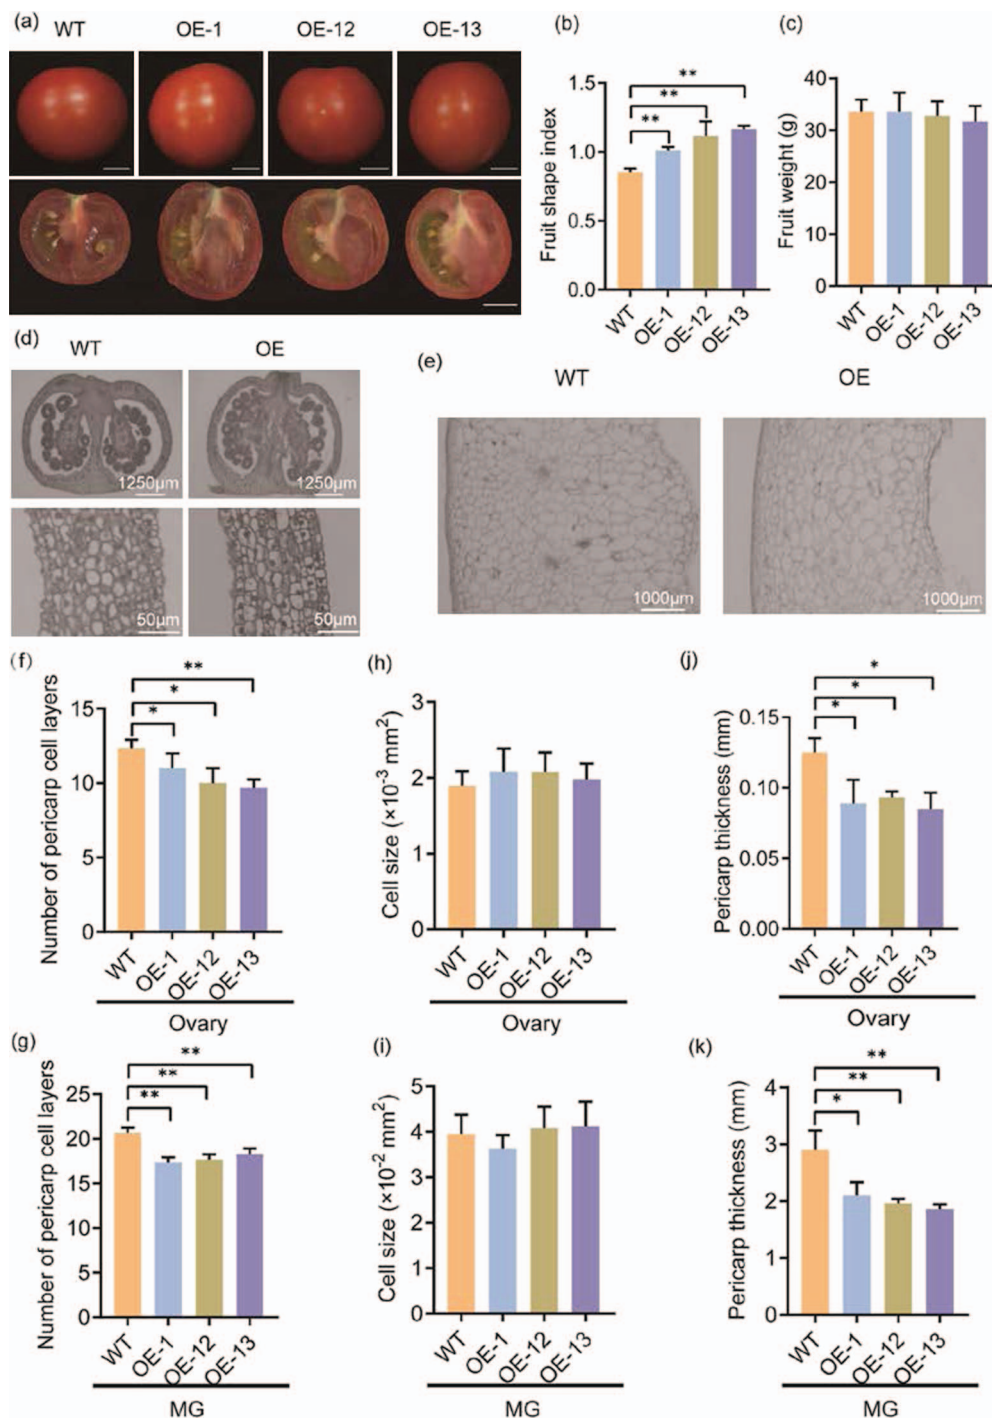 (a)
WT OE-1 OE-12 OE-13
(b)
Fruit shape index
1.5
1.0
0.5
0.0
** 
**
**
WT OE-1 OE-12 OE-13
(c)
Fruit weight (g)
40
30
20
10
0
WT OE-1 OE-12 OE-13
(d)
WT OE
1250μm 1250μm
50μm 50μm
(e)
WT OE
1000μm 1000μm
(f)
Number of pericarp cell layers
15
10
5
0
**
*
*
WT OE-1 OE-12 OE-13
Ovary
(h)
Cell size (×10⁻³ mm²)
3
2
1
0
WT OE-1 OE-12 OE-13
Ovary
(j)
Pericarp thickness (mm)
0.15
0.10
0.05
0.00
*
*
*
WT OE-1 OE-12 OE-13
Ovary
(g)
Number of pericarp cell layers
25
20
15
10
5
0
**
**
**
WT OE-1 OE-12 OE-13
MG
(i)
Cell size (×10⁻² mm²)
5
4
3
2
1
0
WT OE-1 OE-12 OE-13
MG
(k)
Pericarp thickness (mm)
4
3
2
1
0
**
**
*
WT OE-1 OE-12 OE-13
MG